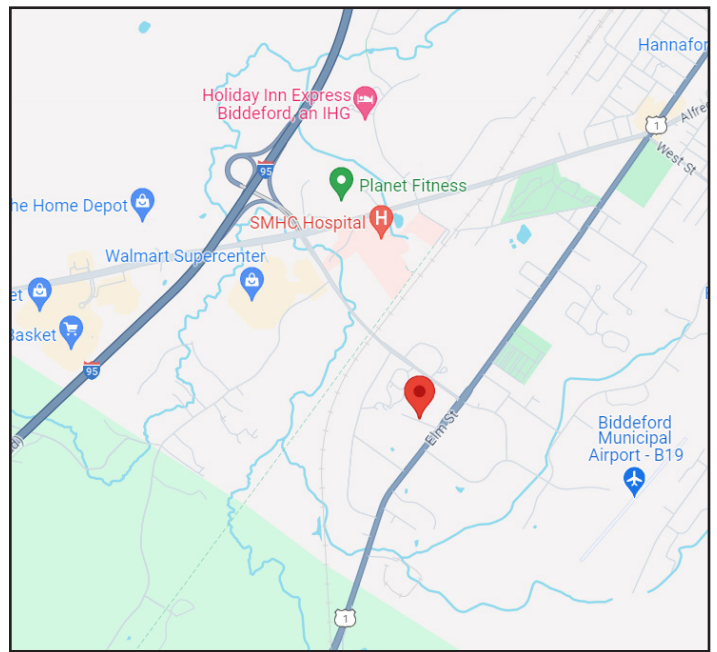 Hannafor
Holiday Inn Express
Biddeford, an IHG
1
Alfre
West St
95
Planet Fitness
he Home Depot
SMHC Hospital
H
Walmart Supercenter
et
Basket
95
Elm St
Biddeford
Municipal
Airport - B19
d)
1